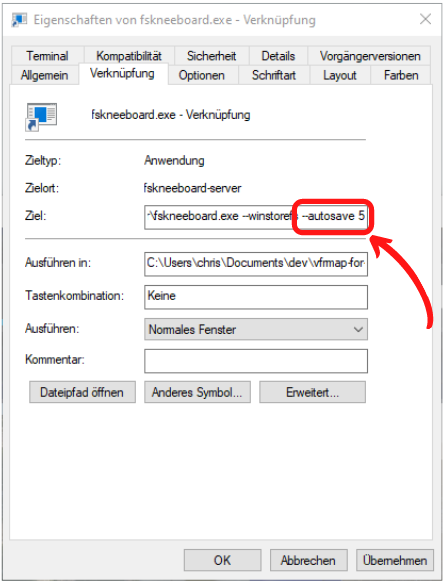 Eigenschaften von fskneeboard.exe - Verknüpfung
Terminal Kompatibilität Sicherheit Details Vorgängerversionen
Allgemein Verknüpfung Optionen Schriftart Layout Farben
fskneeboard.exe - Verknüpfung
Zieltyp: Anwendung
Zielort: fskneeboard-server
Ziel: \fskneeboard.exe --winstorefs --autosave 5
Ausführen in: C:\Users\chris\Documents\dev\vfrmap-for
Tastenkombination: Keine
Ausführen: Normales Fenster
Kommentar:
Dateipfad öffnen Anderes Symbol... Erweitert...
OK Abbrechen Übernehmen